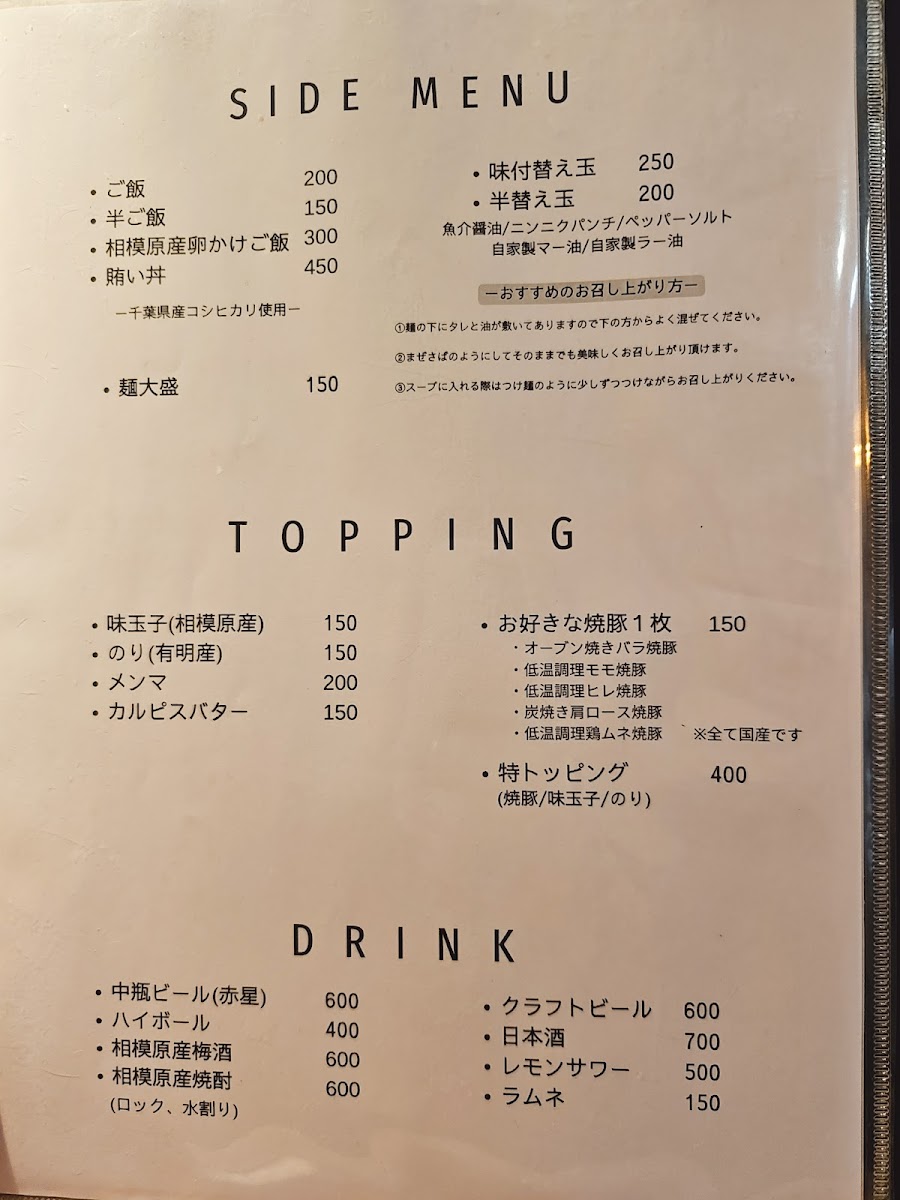 SIDE MENU
・ご飯 200
・半ご飯 150
・相模原産卵かけご飯 300
・賄い丼 450
ー千葉県産コシヒカリ使用ー
・麺大盛 150
・味付替え玉 250
・半替え玉 200
魚介醤油/ニンニクパンチ/ペッパーソルト
自家製マー油/自家製ラー油
ーおすすめのお召し上がり方ー
①麺の下にタレと油が敷いてありますので下の方からよく混ぜてください。
②まぜそばのようにしてそのままでも美味しくお召し上がり頂けます。
③スープに入れる際はつけ麺のように少しずつつけながらお召し上がりください。
TOPPING
・味玉子(相模原産) 150
・のり(有明産) 150
・メンマ 200
・カルピスバター 150
・お好きな焼豚１枚 150
・オーブン焼きバラ焼豚
・低温調理モモ焼豚
・低温調理ヒレ焼豚
・炭焼き肩ロース焼豚
・低温調理鶏ムネ焼豚 ※全て国産です
・特トッピング 400
(焼豚/味玉子/のり)
DRINK
・中瓶ビール(赤星) 600
・ハイボール 400
・相模原産梅酒 600
・相模原産焼酎 600
(ロック、水割り)
・クラフトビール 600
・日本酒 700
・レモンサワー 500
・ラムネ 150